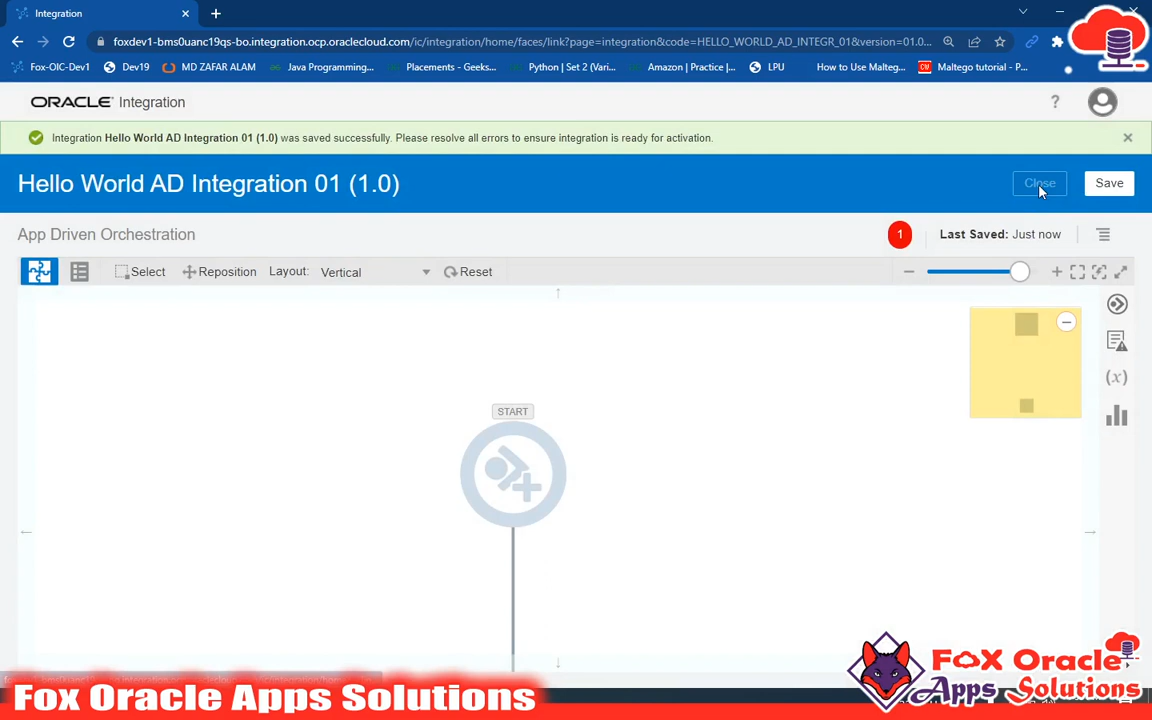 Integration
foxdev1-bms0uanc19qs-bo.integration.ocp.oraclecloud.com/ic/integration/home/faces/link?page=integration&code=HELLO_WORLD_AD_INTEGR_01&version=01.0...
Fox-OIC-Dev1
Dev19
MD ZAFAR ALAM
Java Programming...
Placements - Geeks...
Python | Set 2 (Vari...
Amazon | Practice |...
LPU
How to Use Malteg...
CW Maltego tutorial - P...
ORACLE Integration
?
Integration Hello World AD Integration 01 (1.0) was saved successfully. Please resolve all errors to ensure integration is ready for activation.
Hello World AD Integration 01 (1.0)
Close
Save
App Driven Orchestration
1
Last Saved: Just now
Select
Reposition
Layout: Vertical
Reset
(x)
START
Fox Oracle Apps Solutions
FOX Oracle
Apps Solutions